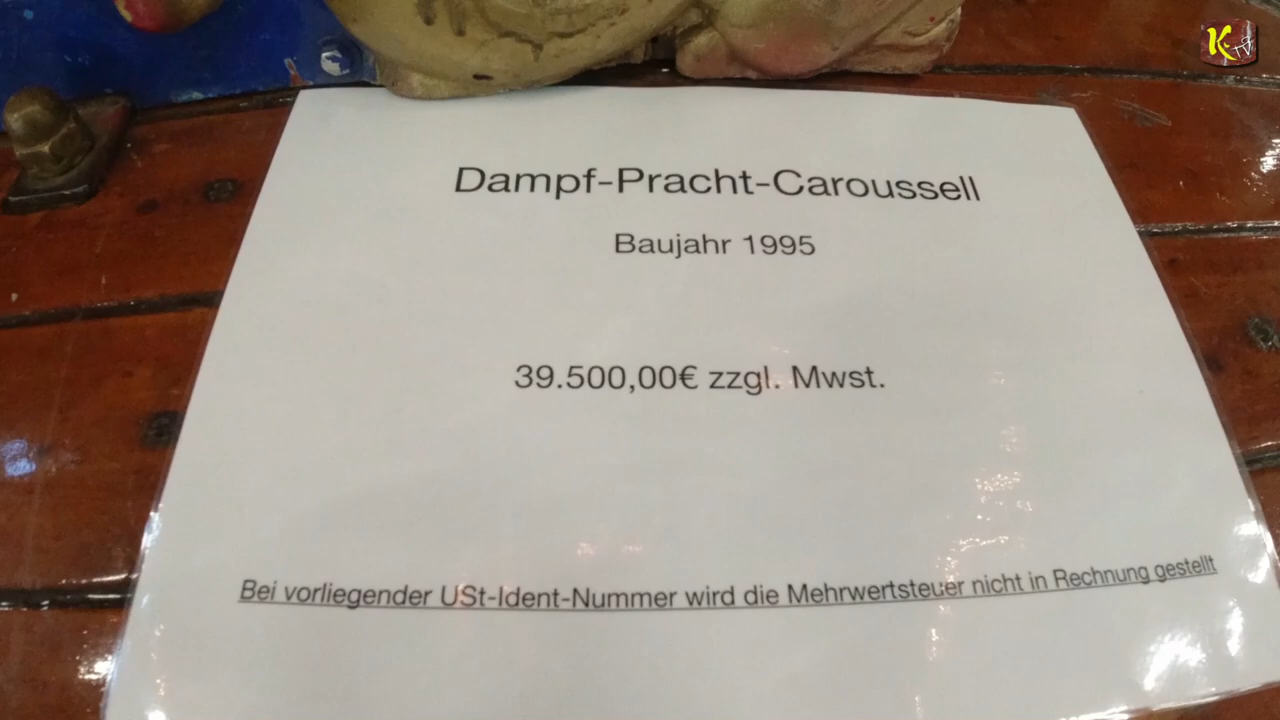 Dampf-Pracht-Caroussell
Baujahr 1995
39.500,00€ zzgl. Mwst.
Bei vorliegender USt-Ident-Nummer wird die Mehrwertsteuer nicht in Rechnung gestellt